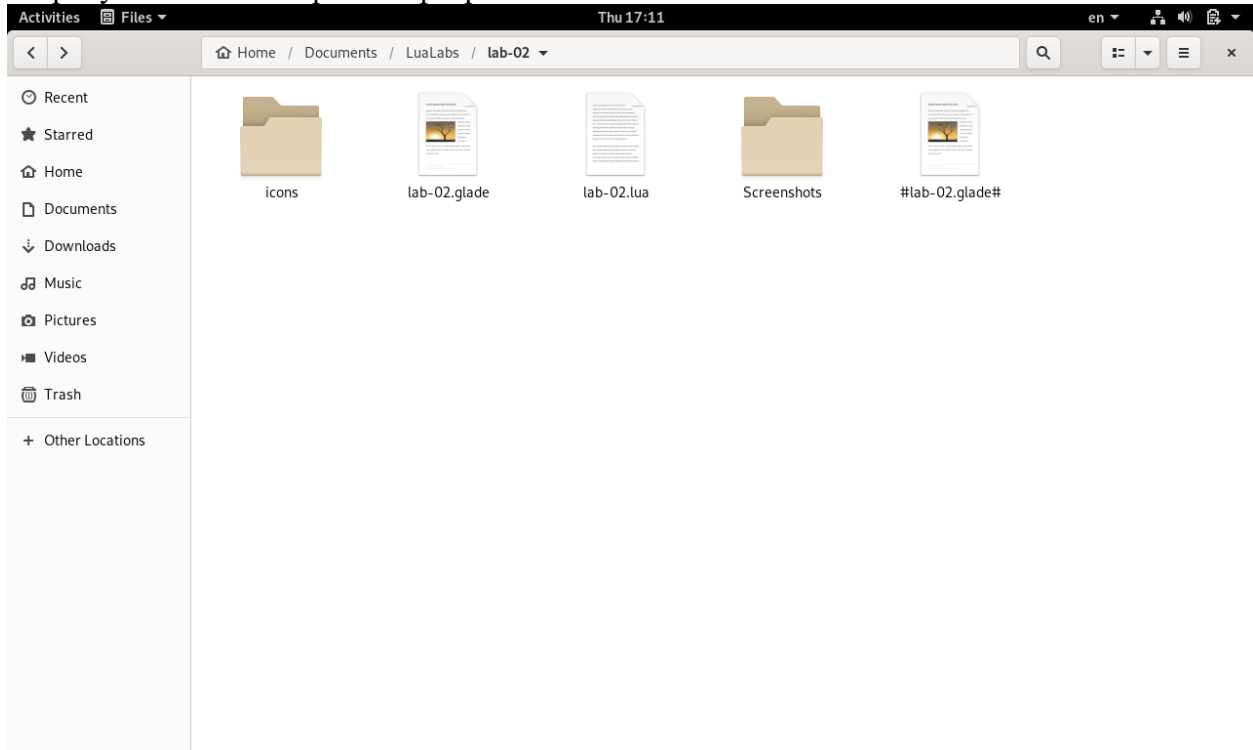 Activities Files Thu 17:11 en
Home / Documents / LuaLabs / lab-02
Recent
Starred
Home
Documents
Downloads
Music
Pictures
Videos
Trash
+ Other Locations
icons
lab-02.glade
lab-02.lua
Screenshots
#lab-02.glade#